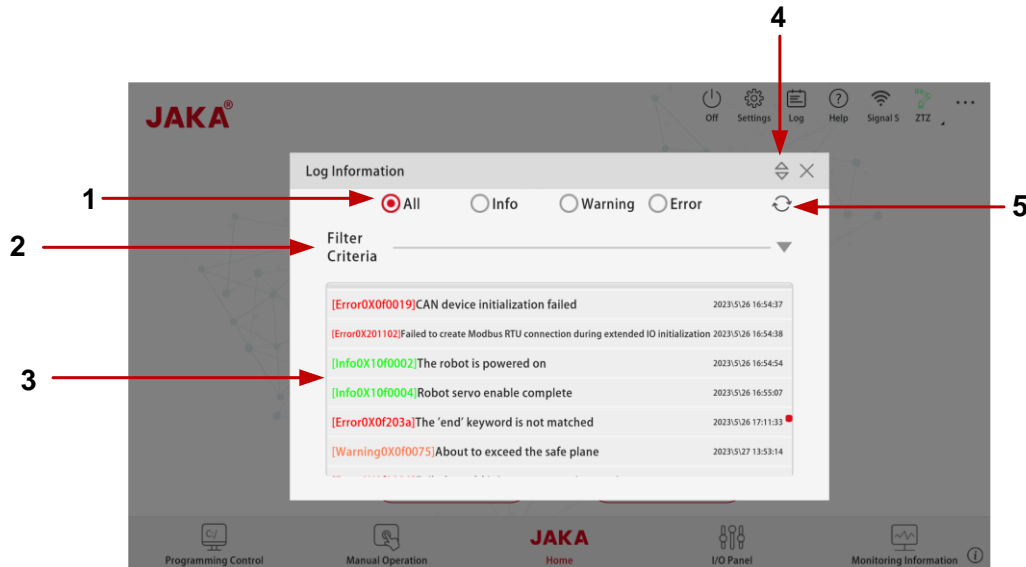 4
JAKA®
Off Settings Log Help Signal S ZTZ
Log Information
1
All Info Warning Error
5
2
Filter
Criteria
[Error0X0f0019]CAN device initialization failed 2023\5\26 16:54:37
[Error0X201102]Failed to create Modbus RTU connection during extended IO initialization 2023\5\26 16:54:38
3
[Info0X10f0002]The robot is powered on 2023\5\26 16:54:54
[Info0X10f0004]Robot servo enable complete 2023\5\26 16:55:07
[Error0X0f203a]The ‘end’ keyword is not matched 2023\5\26 17:11:33
[Warning0X0f0075]About to exceed the safe plane 2023\5\27 13:53:14
C:/
JAKA
Programming Control Manual Operation Home I/O Panel Monitoring Information